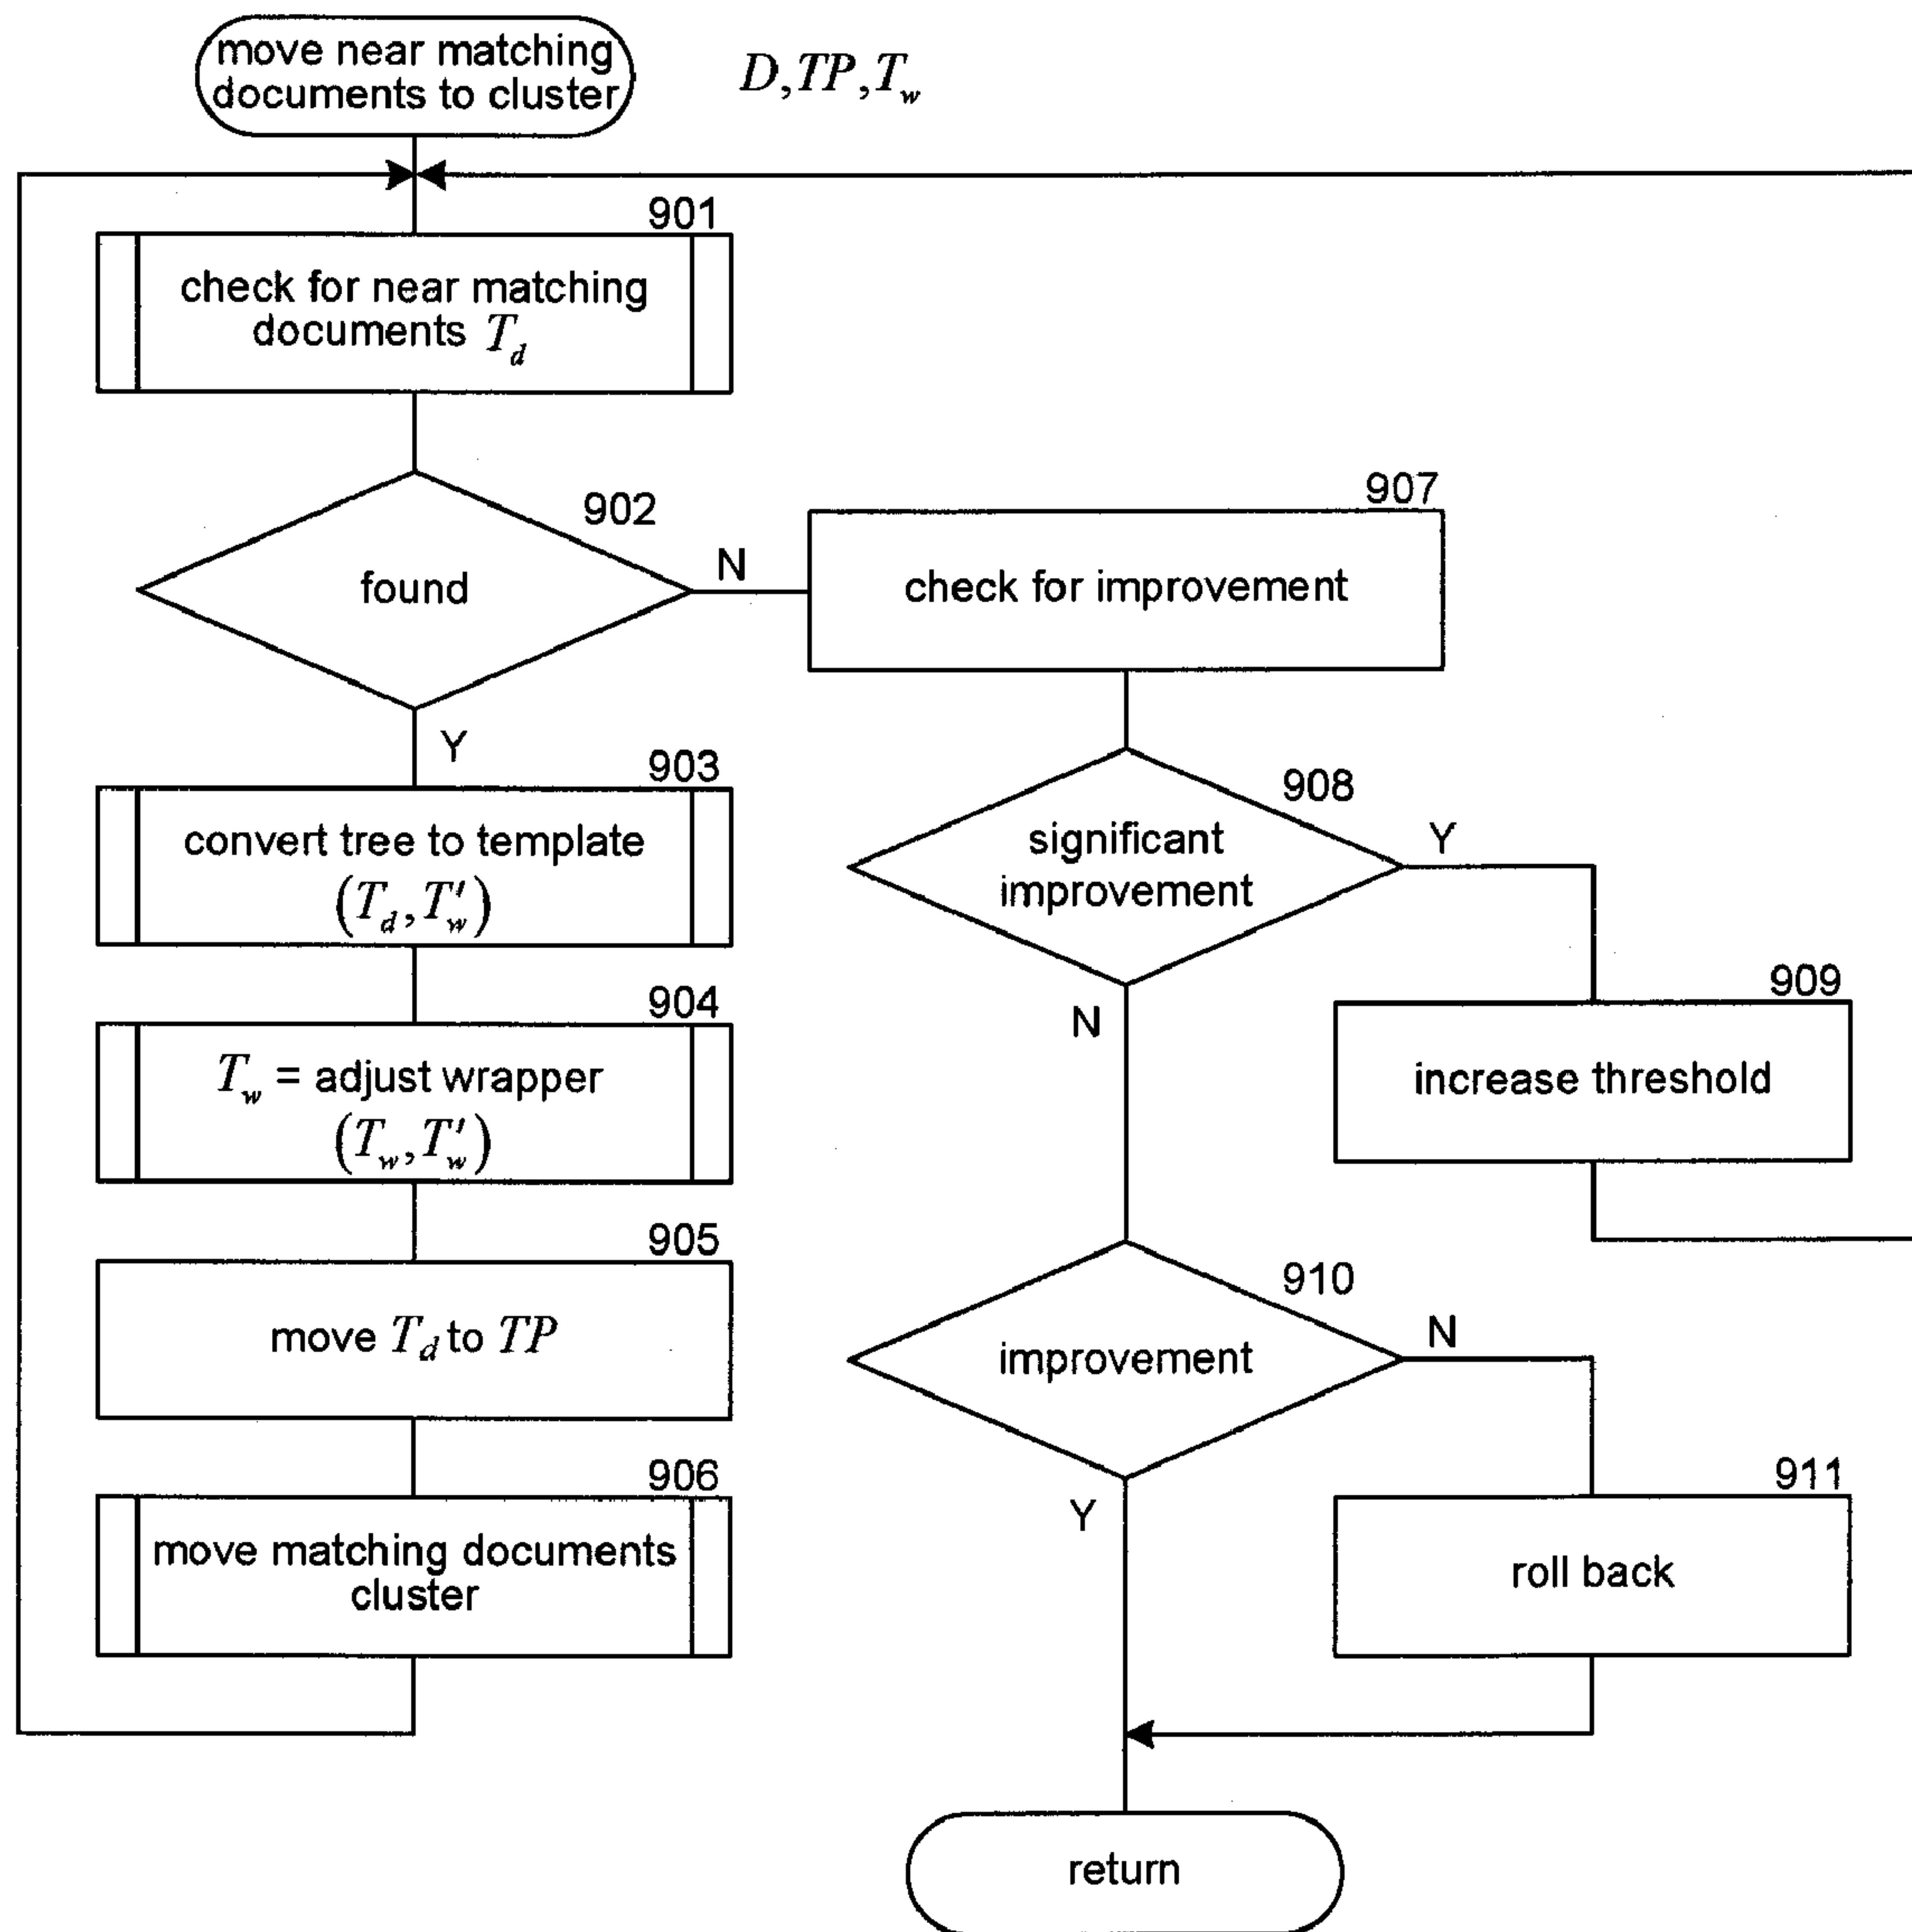 move near matching
documents to cluster
D, TP, T_w
901
check for near matching
documents T_d
902
found
N
Y
903
convert tree to template
(T_d, T'_w)
904
T_w = adjust wrapper
(T_w, T'_w)
905
move T_d to TP
906
move matching documents
cluster
907
check for improvement
908
significant
improvement
Y
N
909
increase threshold
910
improvement
N
Y
911
roll back
return